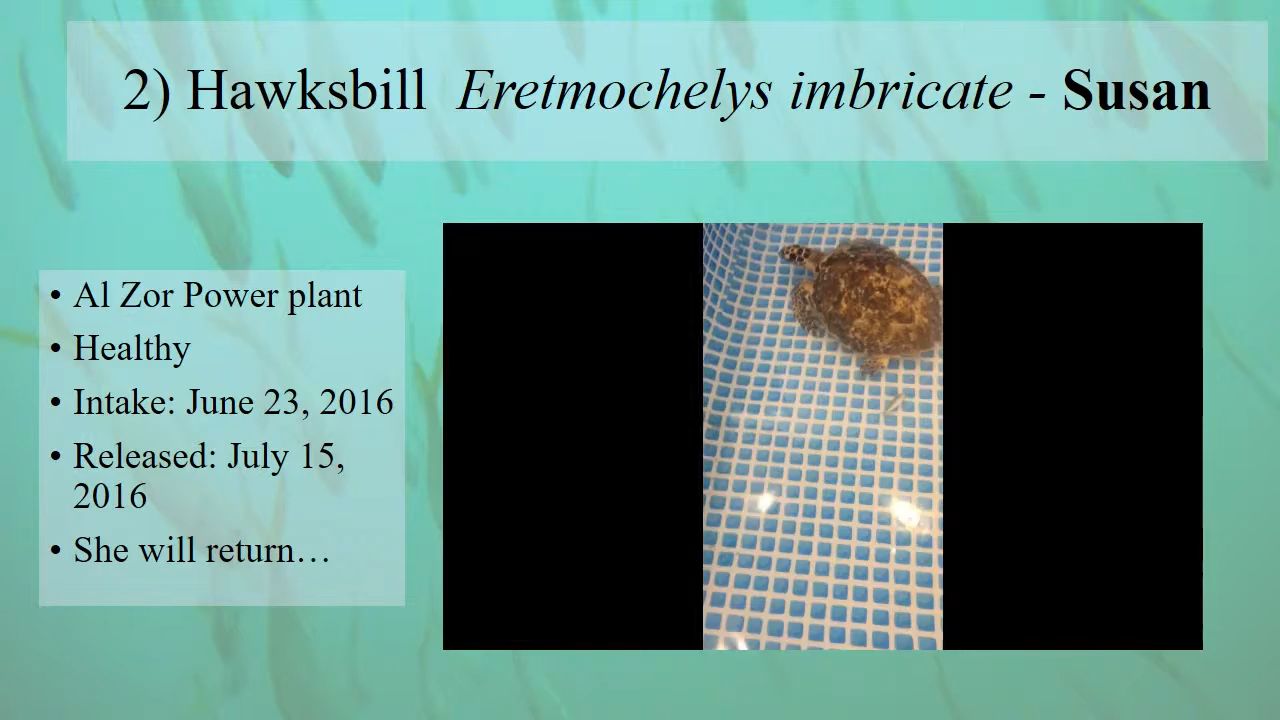 2) Hawksbill Eretmochelys imbricate - Susan
• Al Zor Power plant
• Healthy
• Intake: June 23, 2016
• Released: July 15,
2016
• She will return…